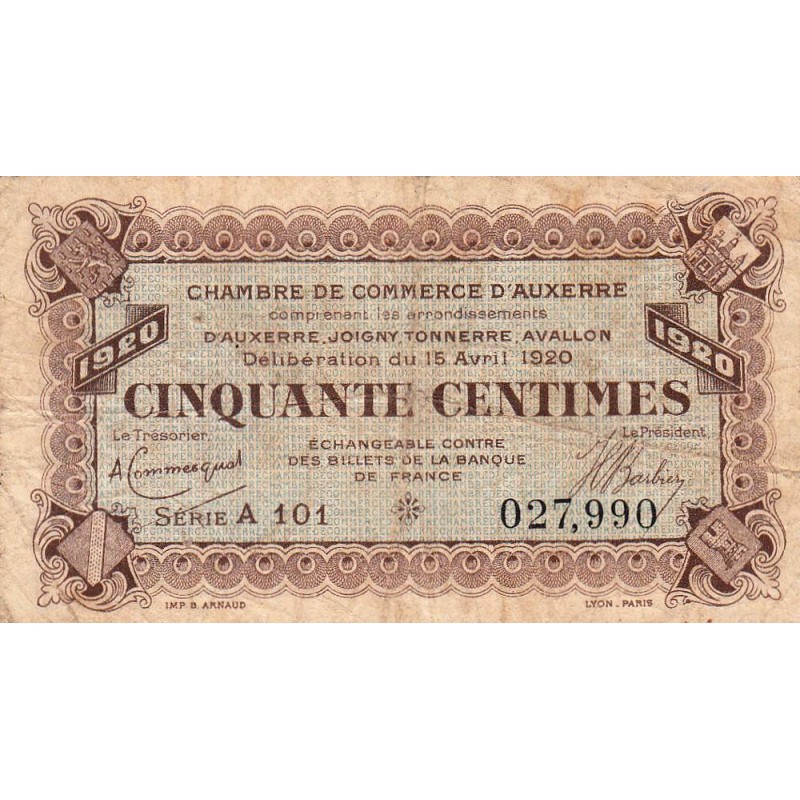 CHAMBRE DE COMMERCE D'AUXERRE
comprenant les arrondissements
D'AUXERRE, JOIGNY, TONNERRE, AVALLON
Délibération du 15 Avril 1920
1920
1920
CINQUANTE CENTIMES
Le Trésorier,
Le Président,
ÉCHANGEABLE CONTRE
DES BILLETS DE LA BANQUE
DE FRANCE
SÉRIE A 101
027,990
IMP. B. ARNAUD
LYON - PARIS